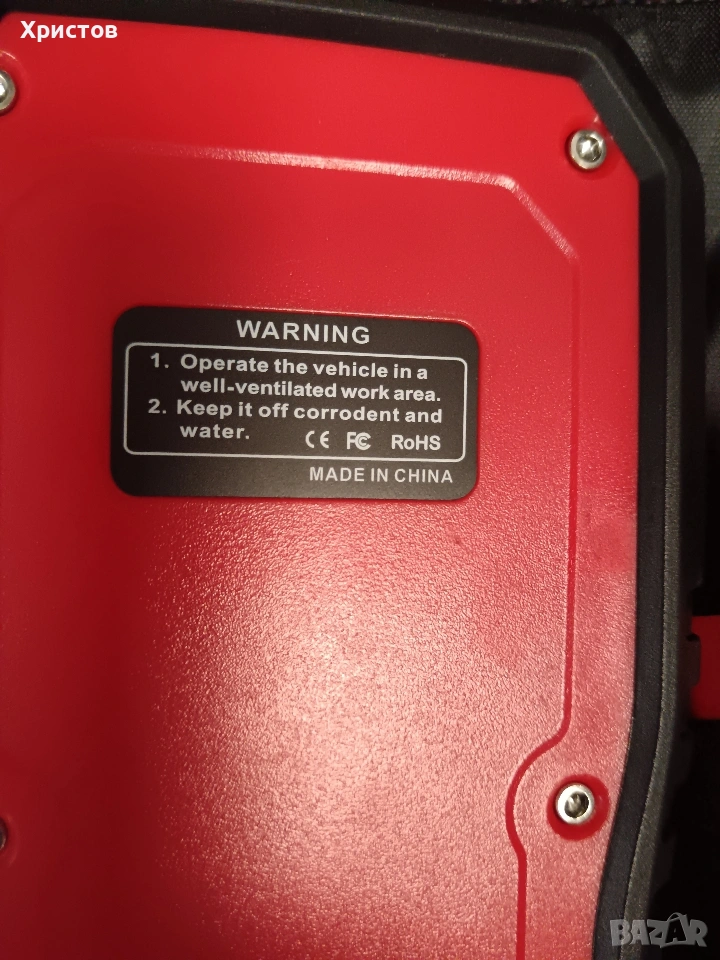 Христов
WARNING
1. Operate the vehicle in a
well-ventilated work area.
2. Keep it off corrodent and
water. CE FC RoHS
MADE IN CHINA
BAZAR